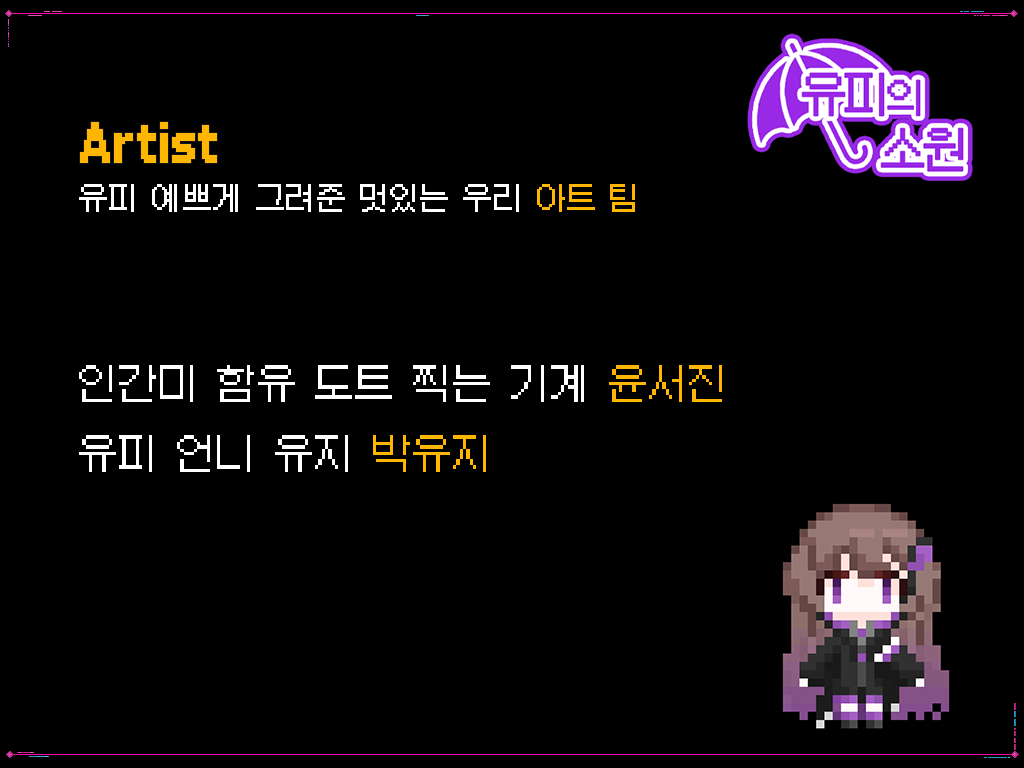 뮤피의
소원
Artist
유피 예쁘게 그려준 멋있는 우리 아트 팀
인간미 함유 도트 찍는 기계 윤서진
유피 언니 유지 박유지